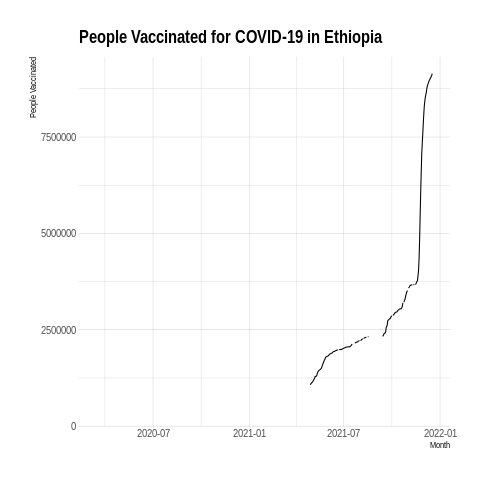 People Vaccinated for COVID-19 in Ethiopia
People Vaccinated
7500000
5000000
2500000
0
2020-07 2021-01 2021-07 2022-01
Month